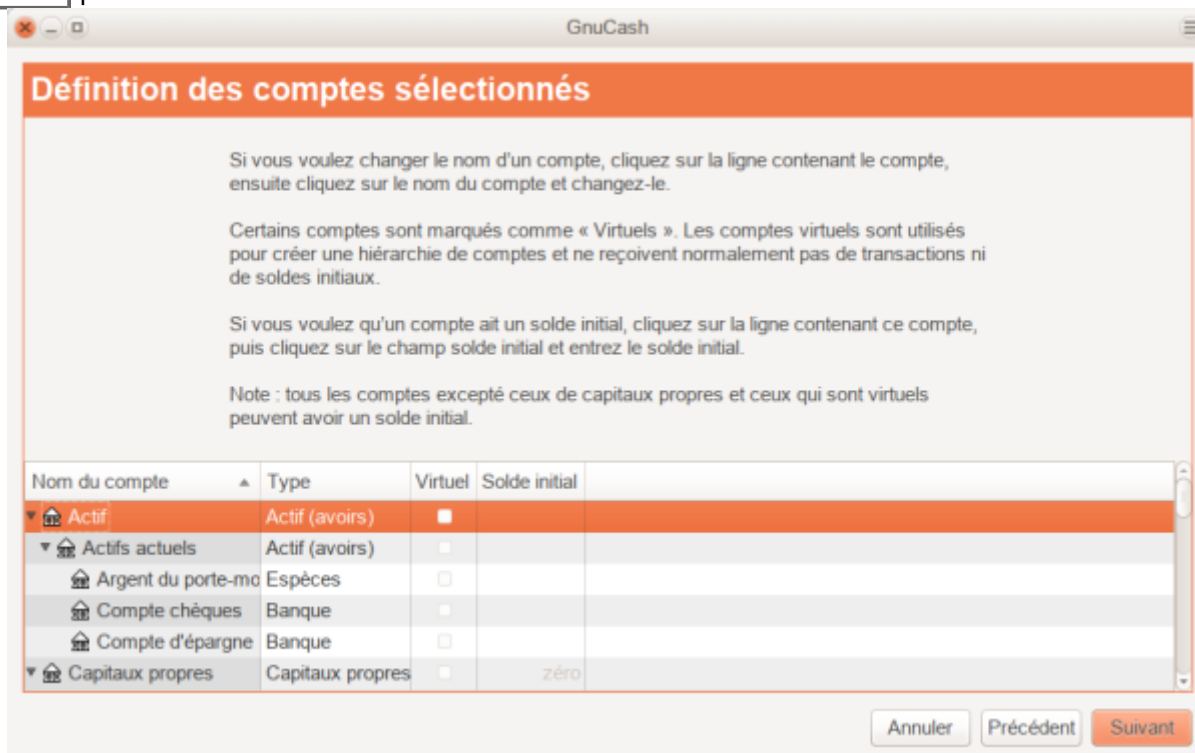 GnuCash
Définition des comptes sélectionnés
Si vous voulez changer le nom d'un compte, cliquez sur la ligne contenant le compte,
ensuite cliquez sur le nom du compte et changez-le.
Certains comptes sont marqués comme « Virtuels ». Les comptes virtuels sont utilisés
pour créer une hiérarchie de comptes et ne reçoivent normalement pas de transactions ni
de soldes initiaux.
Si vous voulez qu'un compte ait un solde initial, cliquez sur la ligne contenant ce compte,
puis cliquez sur le champ solde initial et entrez le solde initial.
Note : tous les comptes excepté ceux de capitaux propres et ceux qui sont virtuels
peuvent avoir un solde initial.
Nom du compte Type Virtuel Solde initial
Actif Actif (avoirs)
Actifs actuels Actif (avoirs)
Argent du porte-mo Espèces
Compte chèques Banque
Compte d'épargne Banque
Capitaux propres Capitaux propres zéro
Annuler Précédent Suivant